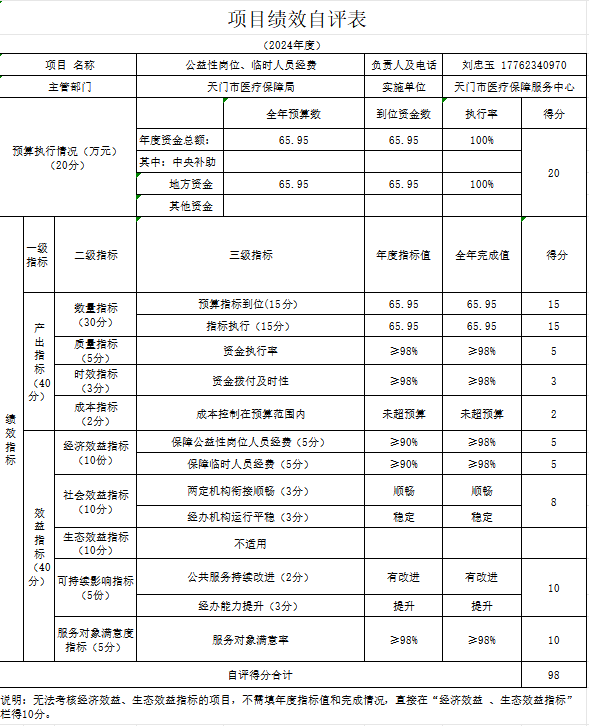 项目绩效自评表
（2024年度）
项目 名称 公益性岗位、临时人员经费 负责人及电话 刘忠玉 17762340970
主管部门 天门市医疗保障局 实施单位 天门市医疗保障服务中心
预算执行情况（万元）
（20分）
全年预算数 到位资金数 执行率 得分
年度资金总额： 65.95 65.95 100%
其中：中央补助
地方资金 65.95 65.95 100%
其他资金
20
绩效指标
一级
指标
二级指标 三级指标 年度指标值 全年完成值 得分
产出指标（40分）
数量指标
（30分）
预算指标到位(15分） 65.95 65.95 15
指标执行（15分） 65.95 65.95 15
质量指标
（5分）
资金执行率 ≥98% ≥98% 5
时效指标
（3分）
资金拨付及时性 ≥98% ≥98% 3
成本指标
（2分）
成本控制在预算范围内 未超预算 未超预算 2
效益指标（40分）
经济效益指标
（10份）
保障公益性岗位人员经费（5分） ≥90% ≥98% 5
保障临时人员经费（5分） ≥90% ≥98% 5
社会效益指标
（10分）
两定机构衔接顺畅（3分） 顺畅 顺畅
经办机构运行平稳（3分） 稳定 稳定
8
生态效益指标
（10分）
不适用
可持续影响指标
（5份）
公共服务持续改进（2分） 有改进 有改进
经办能力提升（3分） 提升 提升
10
服务对象满意度
指标（5分）
服务对象满意率 ≥98% ≥98% 10
自评得分合计 98
说明：无法考核经济效益、生态效益指标的项目，不需填年度指标值和完成情况，直接在“经济效益 、生态效益指标”
栏得10分。